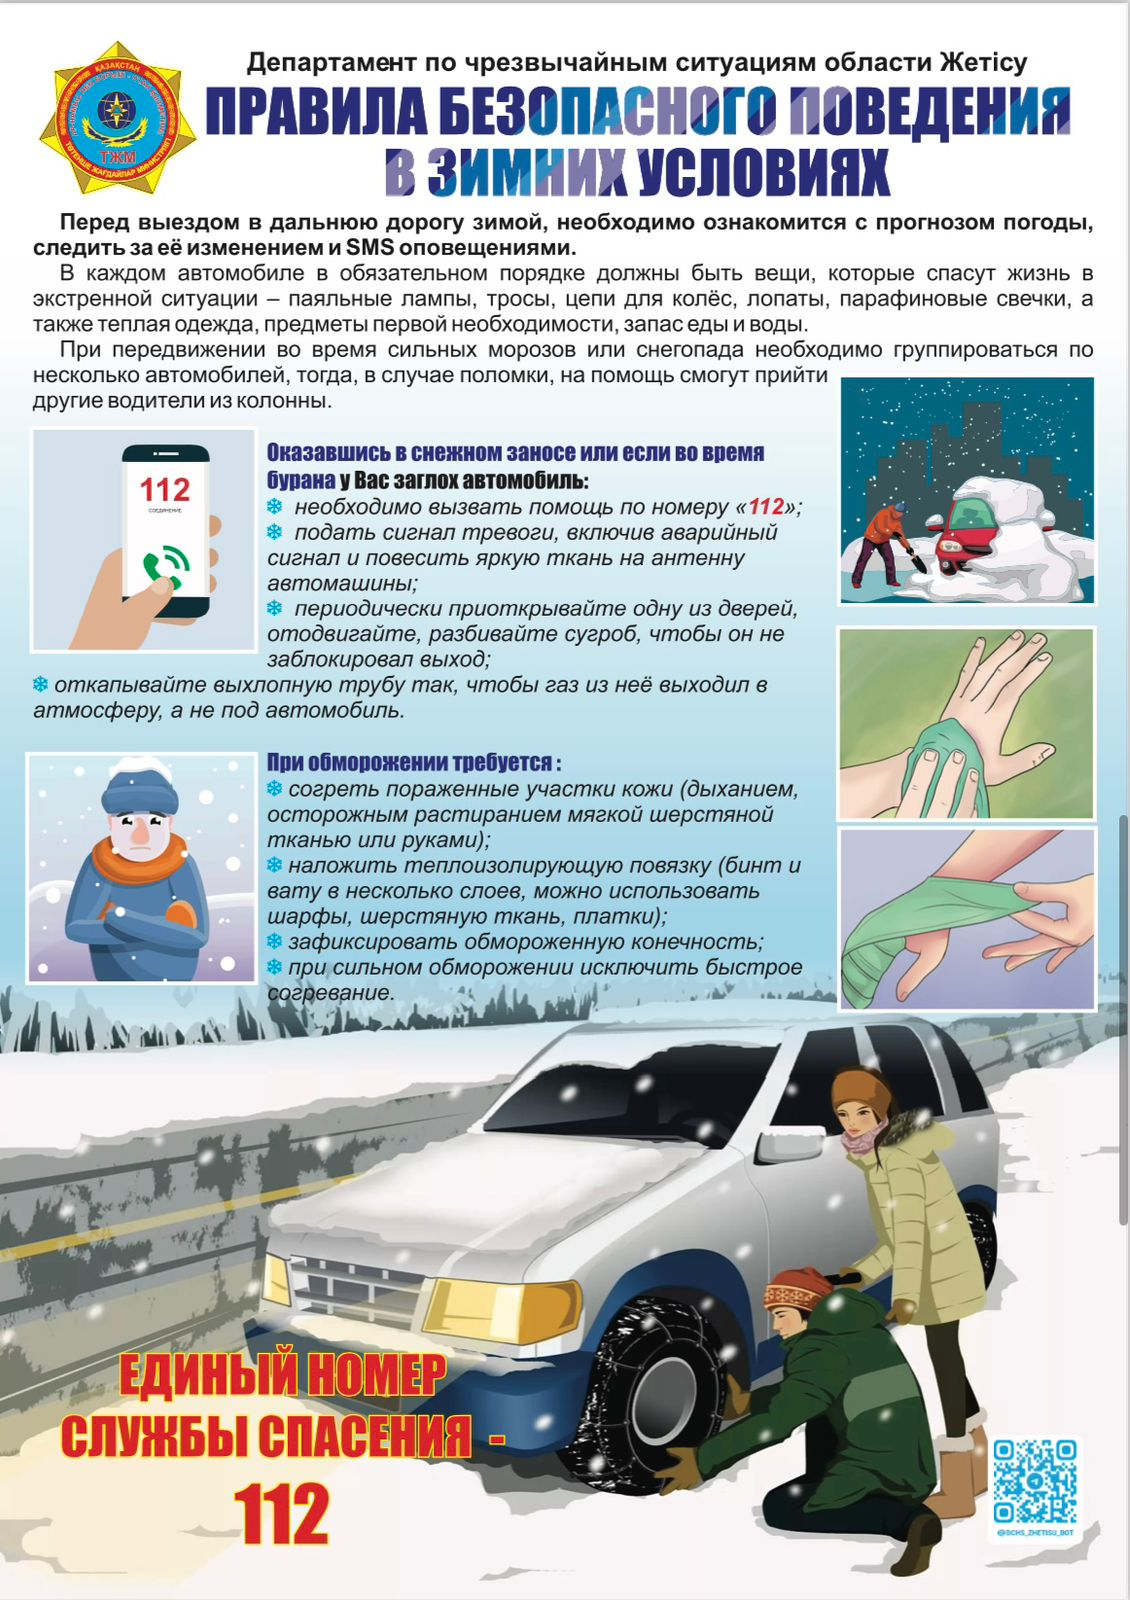 Департамент по чрезвычайным ситуациям области Жетісу
ПРАВИЛА БЕЗОПАСНОГО ПОВЕДЕНИЯ
В ЗИМНИХ УСЛОВИЯХ
ҚАЗАҚСТАН
ТЖМ
ТӨТЕНШЕ ЖАҒДАЙЛАР МИНИСТРЛІГІ
Перед выездом в дальнюю дорогу зимой, необходимо ознакомится с прогнозом погоды,
следить за её изменением и SMS оповещениями.
В каждом автомобиле в обязательном порядке должны быть вещи, которые спасут жизнь в
экстренной ситуации – паяльные лампы, тросы, цепи для колёс, лопаты, парафиновые свечки, а
также теплая одежда, предметы первой необходимости, запас еды и воды.
При передвижении во время сильных морозов или снегопада необходимо группироваться по
несколько автомобилей, тогда, в случае поломки, на помощь смогут прийти
другие водители из колонны.
112
СОЕДИНЕНИЕ
Оказавшись в снежном заносе или если во время
бурана у Вас заглох автомобиль:
необходимо вызвать помощь по номеру «112»;
подать сигнал тревоги, включив аварийный
сигнал и повесить яркую ткань на антенну
автомашины;
периодически приоткрывайте одну из дверей,
отодвигайте, разбивайте сугроб, чтобы он не
заблокировал выход;
откапывайте выхлопную трубу так, чтобы газ из неё выходил в
атмосферу, а не под автомобиль.
При обморожении требуется :
согреть пораженные участки кожи (дыханием,
осторожным растиранием мягкой шерстяной
тканью или руками);
наложить теплоизолирующую повязку (бинт и
вату в несколько слоев, можно использовать
шарфы, шерстяную ткань, платки);
зафиксировать обмороженную конечность;
при сильном обморожении исключить быстрое
согревание.
ЕДИНЫЙ НОМЕР
СЛУЖБЫ СПАСЕНИЯ -
112
@DCHS_ZHETISU_BOT